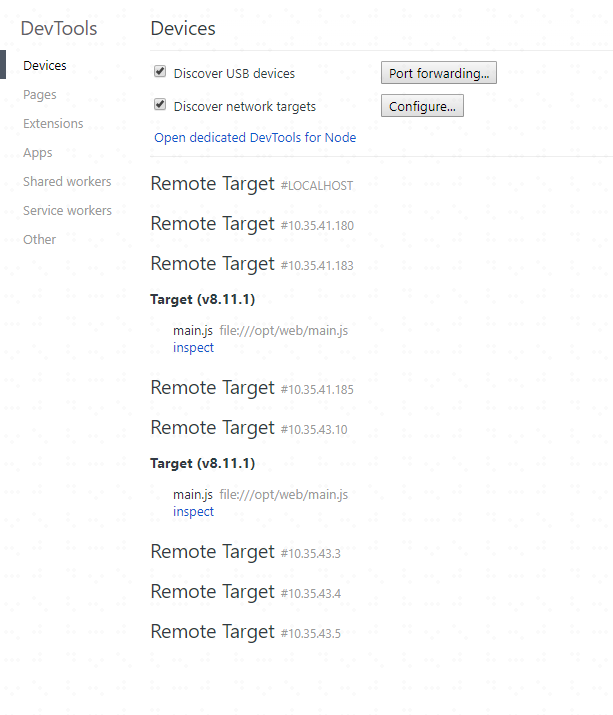 DevTools
Devices
Pages
Extensions
Apps
Shared workers
Service workers
Other
Devices
Discover USB devices
Port forwarding...
Discover network targets
Configure...
Open dedicated DevTools for Node
Remote Target #LOCALHOST
Remote Target #10.35.41.180
Remote Target #10.35.41.183
Target (v8.11.1)
main.js file:///opt/web/main.js
inspect
Remote Target #10.35.41.185
Remote Target #10.35.43.10
Target (v8.11.1)
main.js file:///opt/web/main.js
inspect
Remote Target #10.35.43.3
Remote Target #10.35.43.4
Remote Target #10.35.43.5